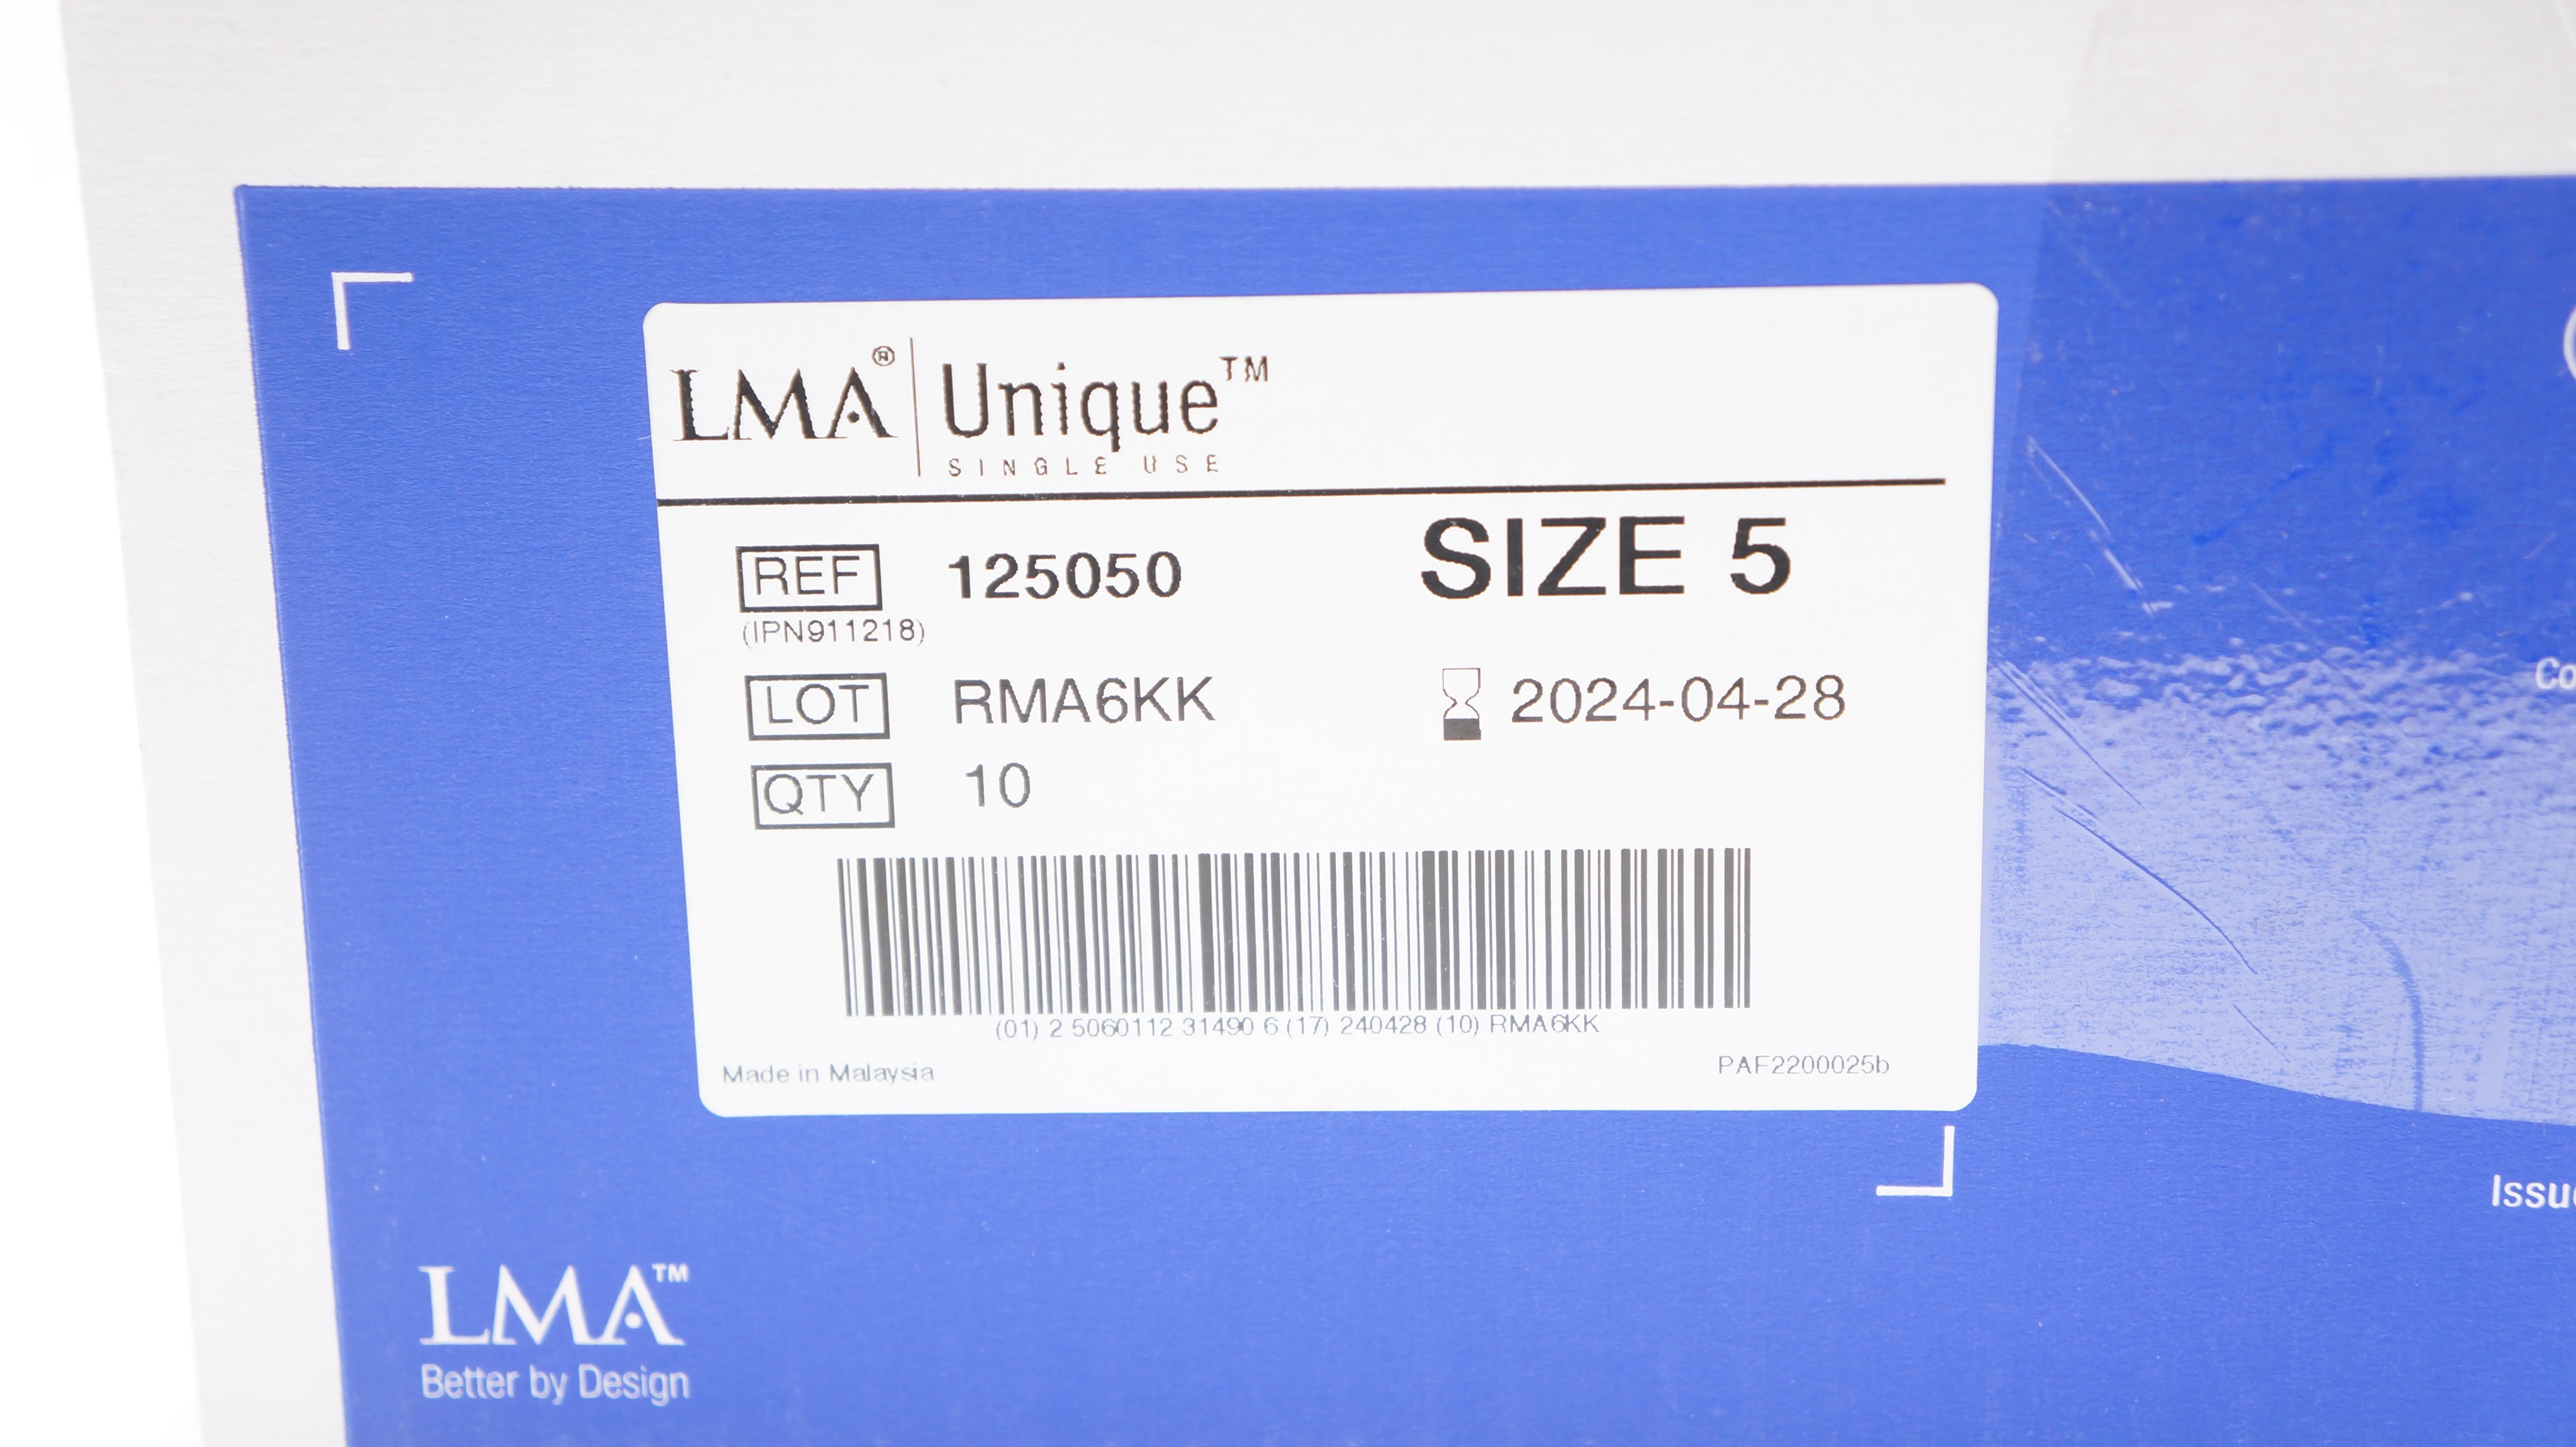 LMA® Unique™
SINGLE USE
REF 125050 SIZE 5
(IPN911218)
LOT RMA6KK 2024-04-28
QTY 10
(01) 2 5060112 31490 6 (17) 240428 (10) RMA6KK
Made in Malaysia PAF2200025b
LMA™
Better by Design